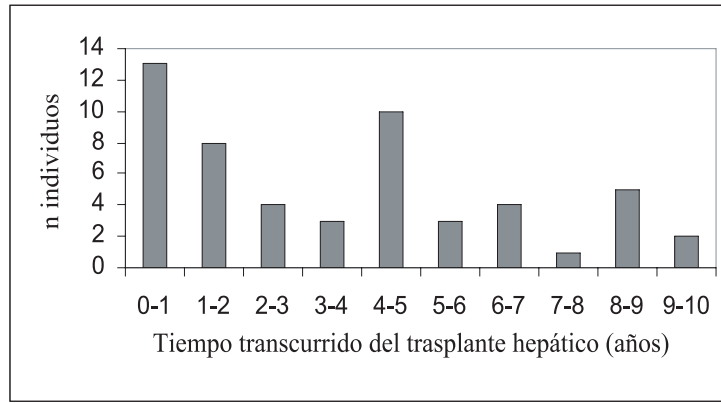 14
12
10
8
6
4
2
0
n individuos
0-1 1-2 2-3 3-4 4-5 5-6 6-7 7-8 8-9 9-10
Tiempo transcurrido del trasplante hepático (años)